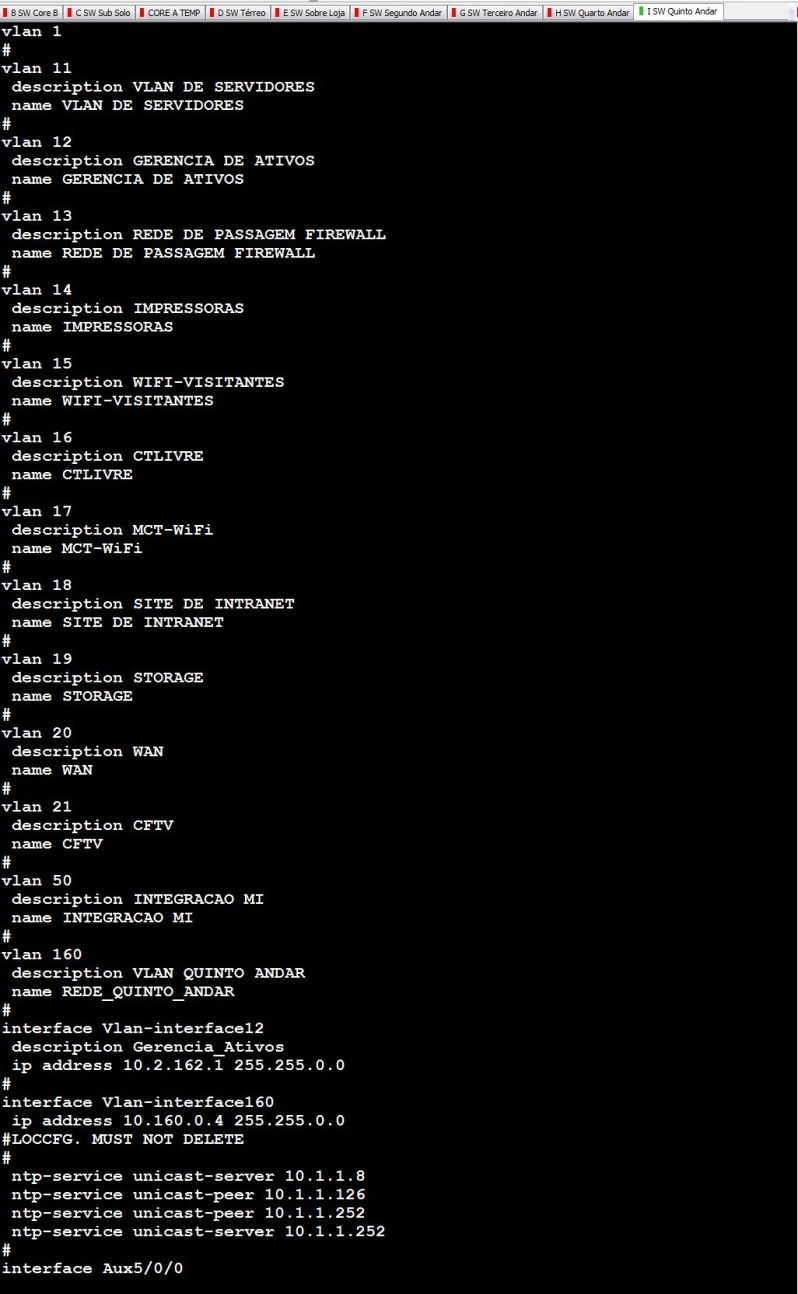 B SW Core B C SW Sub Solo CORE A TEMP D SW Térreo E SW Sobre Loja F SW Segundo Andar G SW Terceiro Andar H SW Quarto Andar I SW Quinto Andar
vlan 1
#
vlan 11
description VLAN DE SERVIDORES
name VLAN DE SERVIDORES
#
vlan 12
description GERENCIA DE ATIVOS
name GERENCIA DE ATIVOS
#
vlan 13
description REDE DE PASSAGEM FIREWALL
name REDE DE PASSAGEM FIREWALL
#
vlan 14
description IMPRESSORAS
name IMPRESSORAS
#
vlan 15
description WIFI-VISITANTES
name WIFI-VISITANTES
#
vlan 16
description CTLIVRE
name CTLIVRE
#
vlan 17
description MCT-WiFi
name MCT-WiFi
#
vlan 18
description SITE DE INTRANET
name SITE DE INTRANET
#
vlan 19
description STORAGE
name STORAGE
#
vlan 20
description WAN
name WAN
#
vlan 21
description CFTV
name CFTV
#
vlan 50
description INTEGRACAO MI
name INTEGRACAO MI
#
vlan 160
description VLAN QUINTO ANDAR
name REDE_QUINTO_ANDAR
#
interface Vlan-interface12
description Gerencia_Ativos
ip address 10.2.162.1 255.255.0.0
#
interface Vlan-interface160
ip address 10.160.0.4 255.255.0.0
#LOCCFG. MUST NOT DELETE
#
ntp-service unicast-server 10.1.1.8
ntp-service unicast-peer 10.1.1.126
ntp-service unicast-peer 10.1.1.252
ntp-service unicast-server 10.1.1.252
#
interface Aux5/0/0